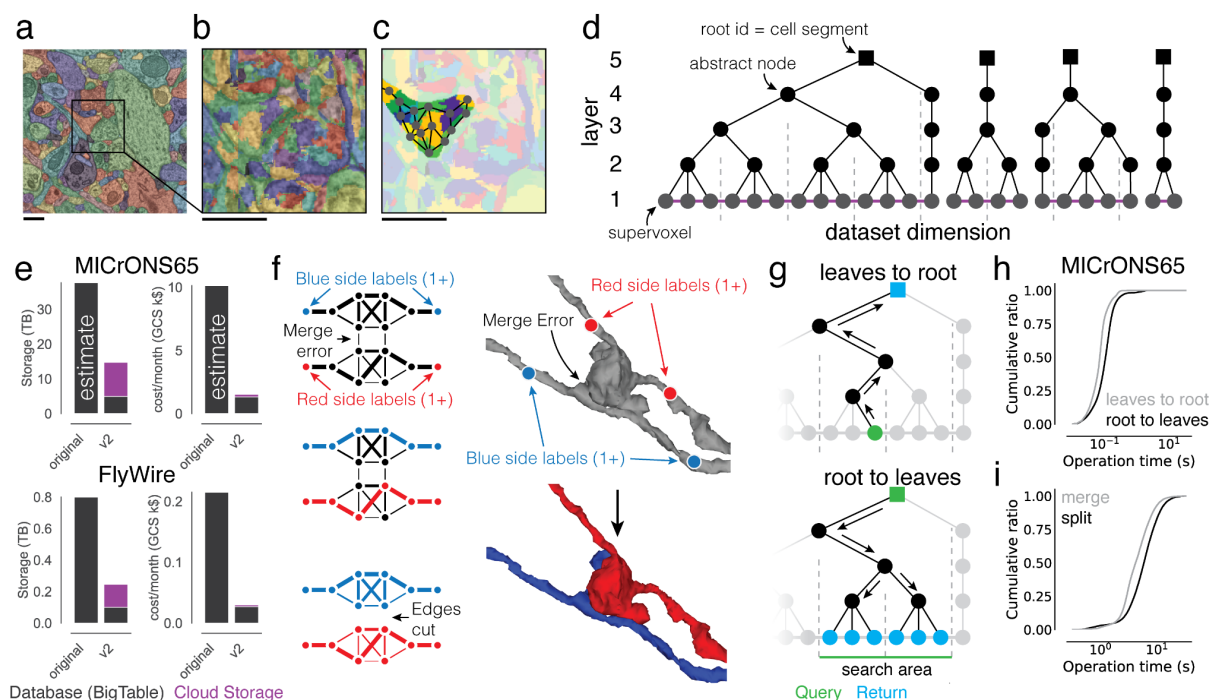 a
b
c
d
root id = cell segment
abstract node
layer
5
4
3
2
1
supervoxel
dataset dimension
e
MICrONS65
Storage (TB)
30
20
10
0
estimate
original
v2
cost/month (GCS k$)
10
5
0
estimate
original
v2
FlyWire
Storage (TB)
0.8
0.6
0.4
0.2
0.0
original
v2
cost/month (GCS k$)
0.2
0.1
0.0
original
v2
Database (BigTable)
Cloud Storage
f
Blue side labels (1+)
Merge
error
Red side labels (1+)
Edges
cut
Red side labels (1+)
Merge Error
Blue side labels (1+)
g
leaves to root
root to leaves
search area
Query
Return
h
MICrONS65
Cumulative ratio
1.00
0.75
0.50
0.25
0.00
leaves to root
root to leaves
10⁻¹
10¹
Operation time (s)
i
merge
split
Cumulative ratio
1.00
0.75
0.50
0.25
0.00
10⁰
10¹
Operation time (s)